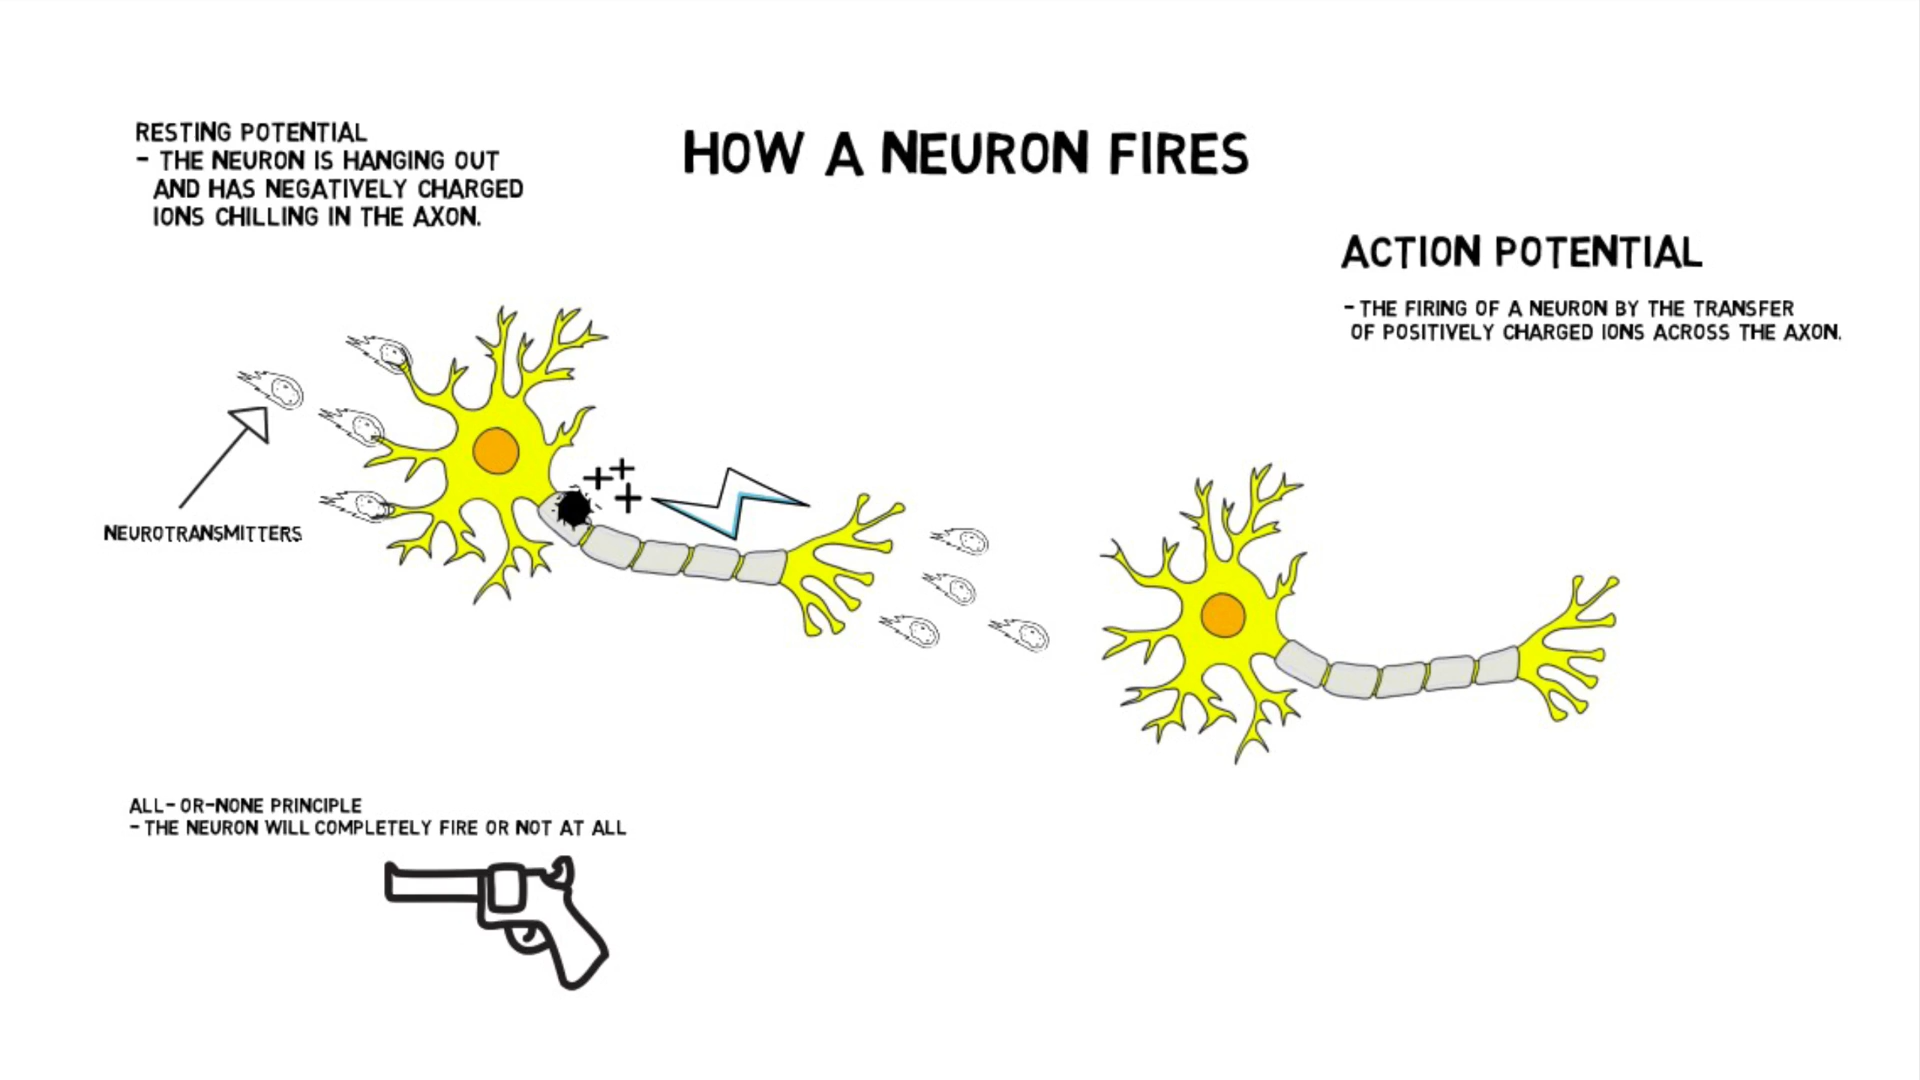 HOW A NEURON FIRES
RESTING POTENTIAL
- THE NEURON IS HANGING OUT
AND HAS NEGATIVELY CHARGED
IONS CHILLING IN THE AXON.
ACTION POTENTIAL
- THE FIRING OF A NEURON BY THE TRANSFER
OF POSITIVELY CHARGED IONS ACROSS THE AXON.
+ + +
NEUROTRANSMITTERS
ALL-OR-NONE PRINCIPLE
- THE NEURON WILL COMPLETELY FIRE OR NOT AT ALL